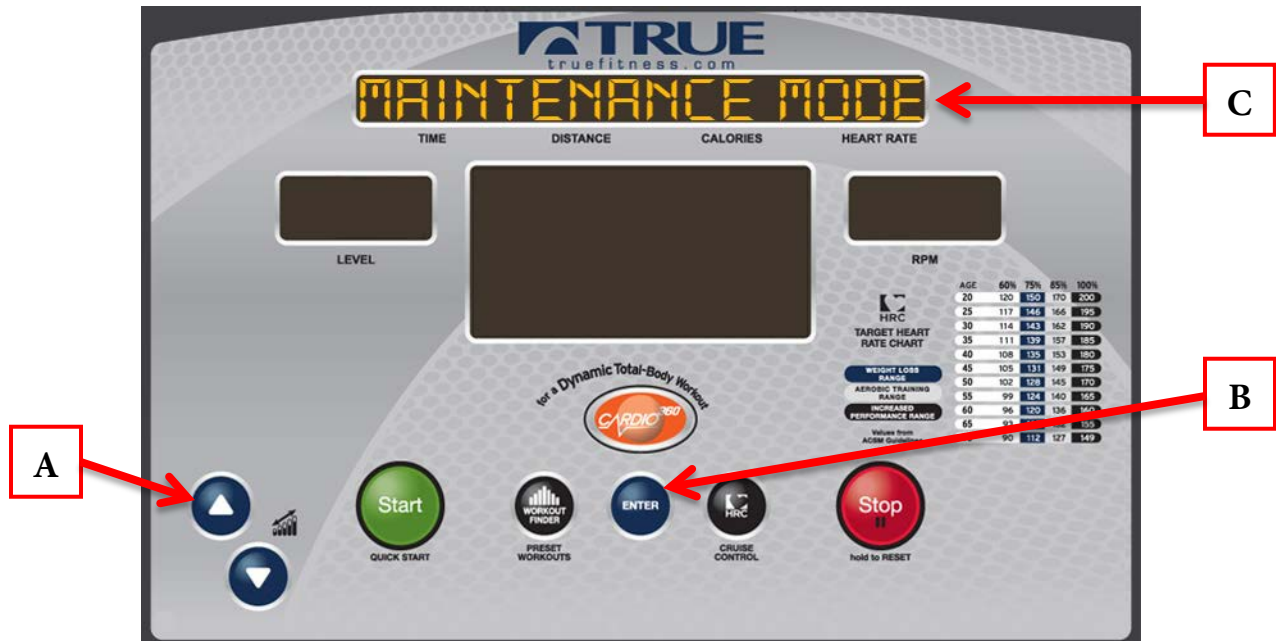 TRUE
truefitness.com
MAINTENANCE MODE
TIME DISTANCE CALORIES HEART RATE
C
LEVEL
RPM
HRC
TARGET HEART
RATE CHART
WEIGHT LOSS
RANGE
AEROBIC TRAINING
RANGE
INCREASED
PERFORMANCE RANGE
Values from
ACSM Guidelines
AGE 60% 75% 85% 100%
20 120 150 170 200
25 117 146 166 195
30 114 143 162 190
35 111 139 157 185
40 108 135 153 180
45 105 131 149 175
50 102 128 145 170
55 99 124 140 165
60 96 120 136 160
65 93 155
90 112 127 149
B
for a Dynamic Total-Body Workout
CARDIO 360
A
Start
QUICK START
WORKOUT
FINDER
PRESET
WORKOUTS
ENTER
HRC
CRUISE
CONTROL
Stop
hold to RESET